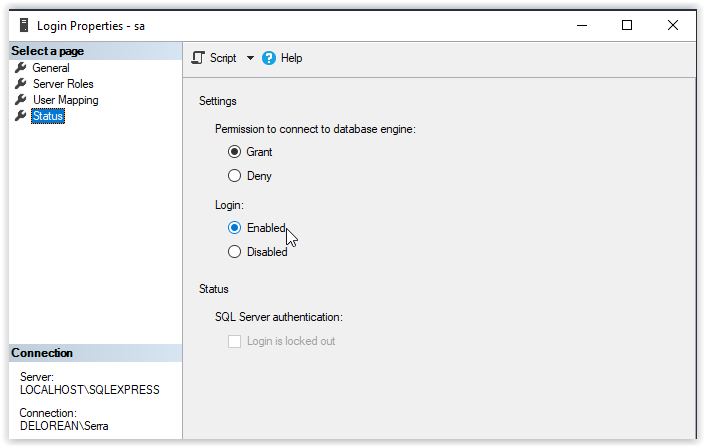 Login Properties - sa
Select a page
General
Server Roles
User Mapping
Status
Script
Help
Settings
Permission to connect to database engine:
Grant
Deny
Login:
Enabled
Disabled
Status
SQL Server authentication:
Login is locked out
Connection
Server:
LOCALHOST\SQLEXPRESS
Connection:
DELOREAN\Serra